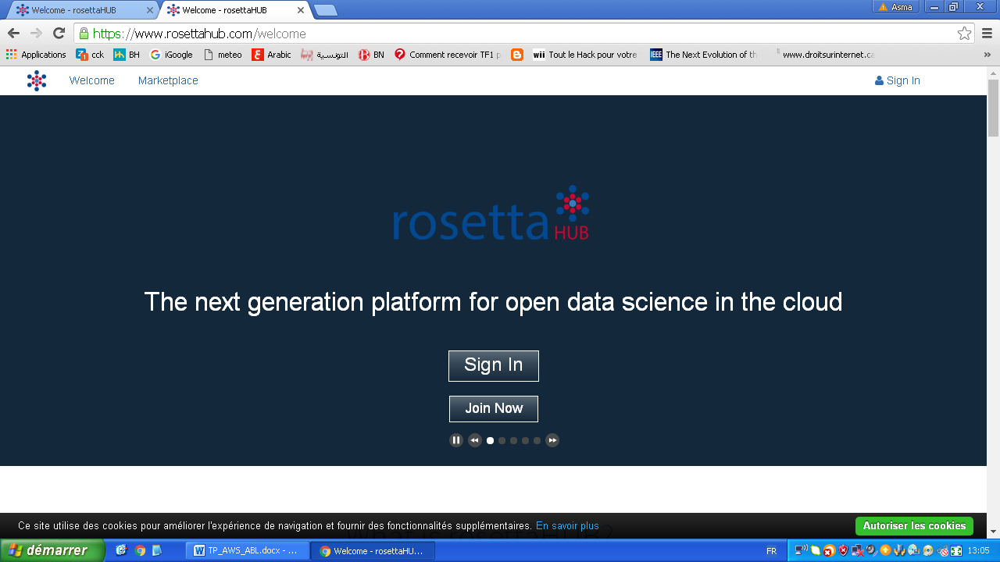 Welcome - rosettaHUB
Welcome - rosettaHUB
Asma
https://www.rosettahub.com/welcome
Applications
cck
BH
iGoogle
meteo
Arabic
التونسية
BN
Comment recevoir TF1 p
Tout le Hack pour votre
The Next Evolution of th
www.droitsurinternet.ca
Welcome
Marketplace
Sign In
rosetta
HUB
The next generation platform for open data science in the cloud
Sign In
Join Now
Ce site utilise des cookies pour améliorer l'expérience de navigation et fournir des fonctionnalités supplémentaires. En savoir plus
Autoriser les cookies
démarrer
TP_AWS_ABL.docx - ...
Welcome - rosettaHU...
FR
13:05